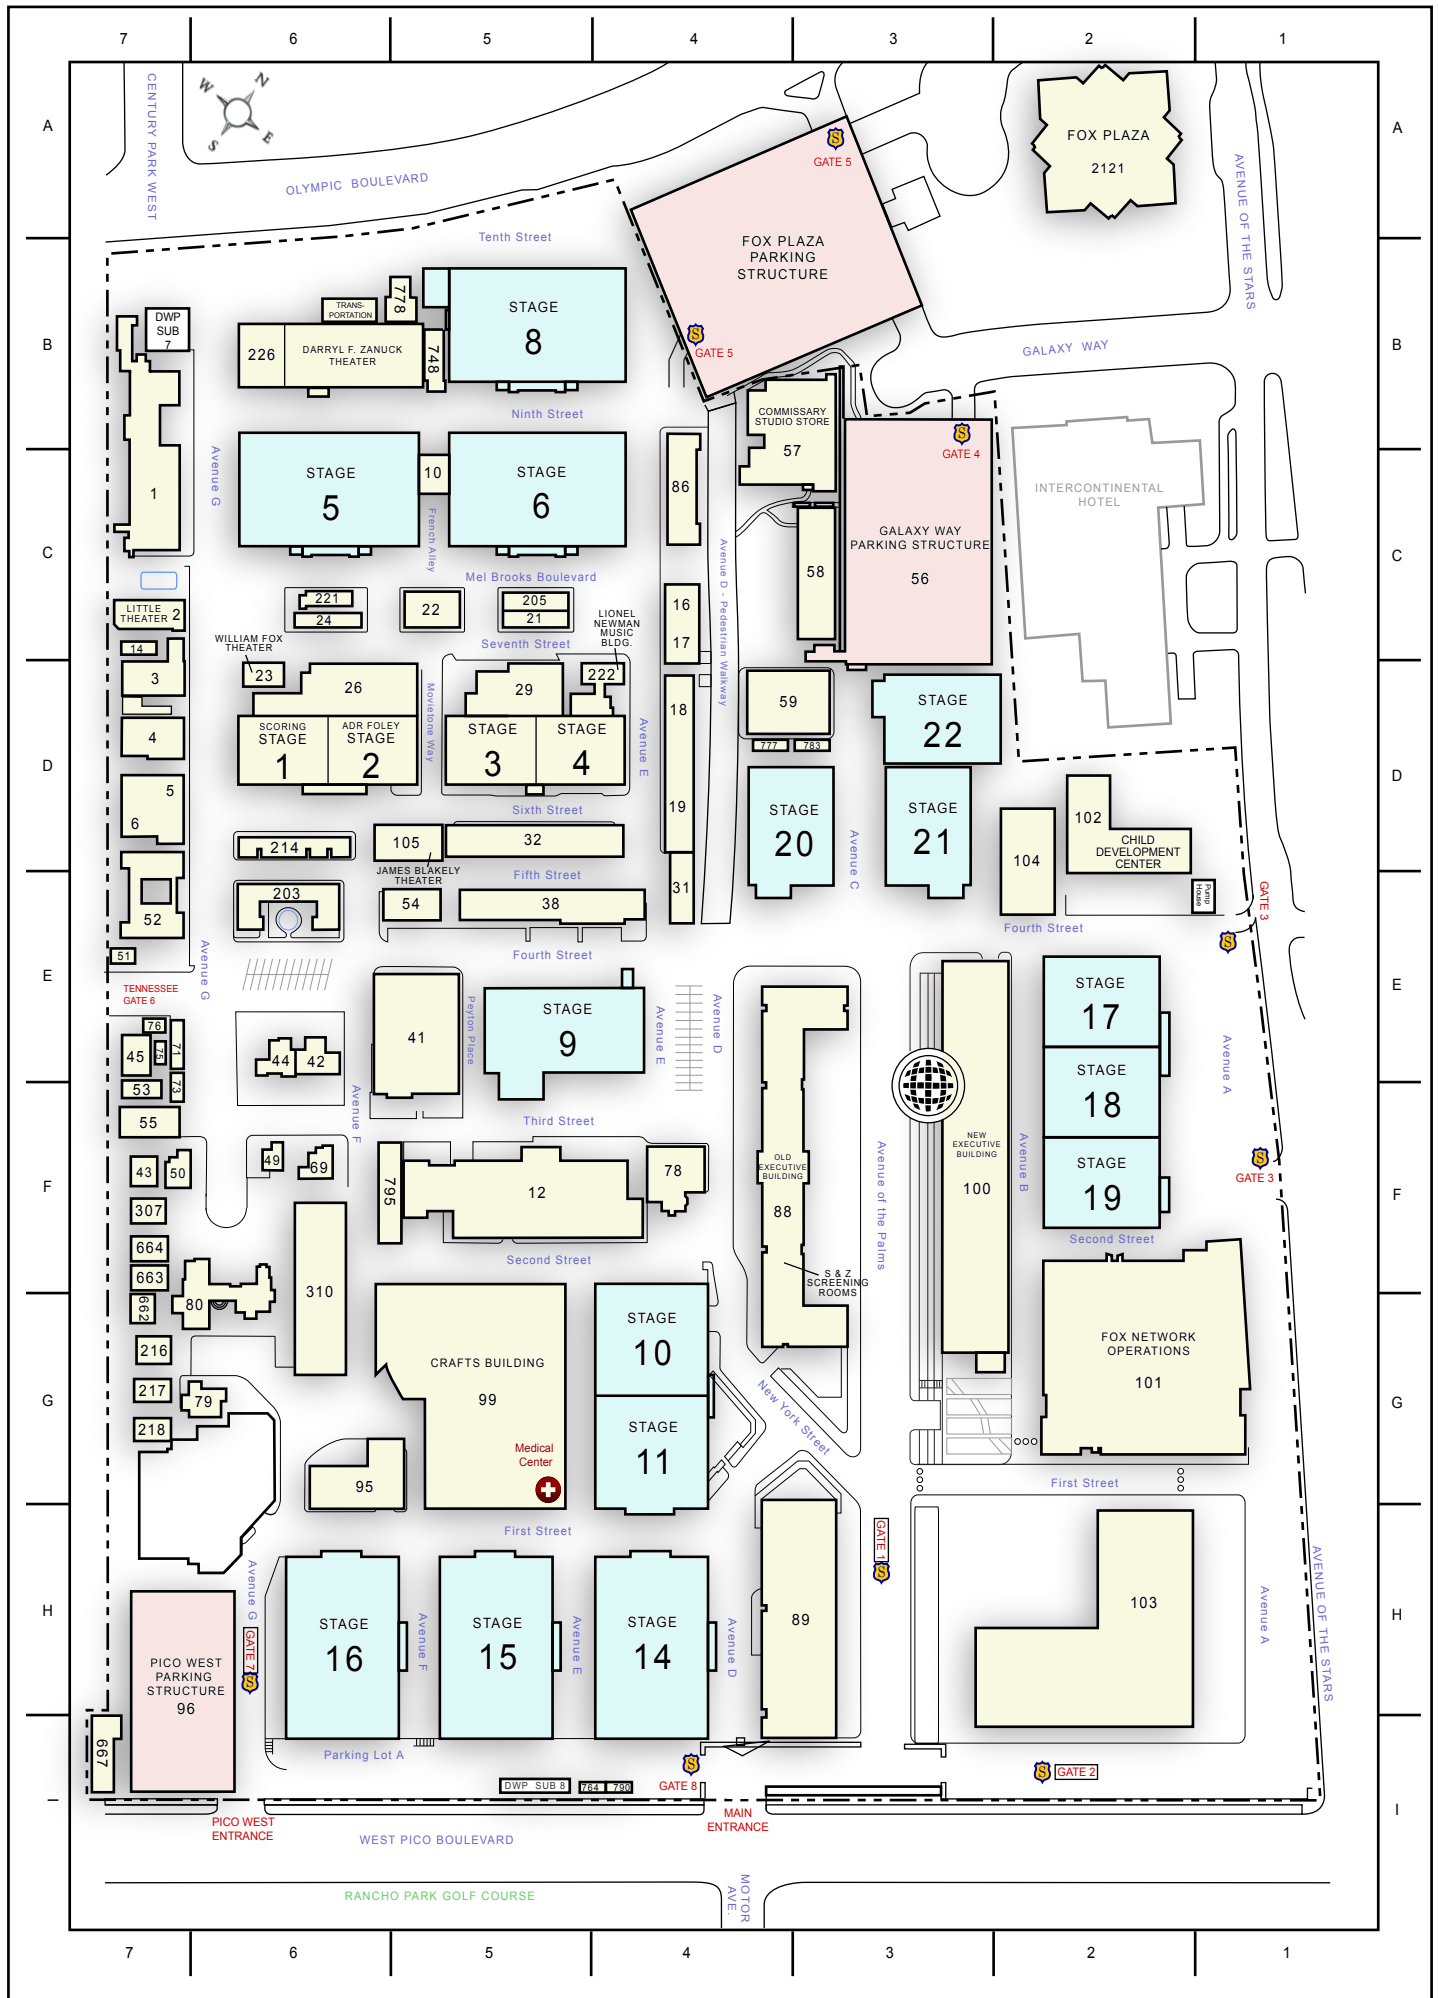 7
6
5
4
3
2
1
A
A
N
W
E
S
CENTURY PARK WEST
OLYMPIC BOULEVARD
GATE 5
FOX PLAZA
2121
AVENUE OF THE STARS
Tenth Street
FOX PLAZA
PARKING
STRUCTURE
GATE 5
B
B
DWP
SUB
7
TRANS-
PORTATION
778
STAGE
8
226
DARRYL F. ZANUCK
THEATER
748
GALAXY WAY
Ninth Street
COMMISSARY
STUDIO STORE
57
GATE 4
Avenue G
STAGE
5
10
STAGE
6
86
1
French Alley
INTERCONTINENTAL
HOTEL
GALAXY WAY
PARKING STRUCTURE
56
58
C
C
Avenue D - Pedestrian Walkway
Mel Brooks Boulevard
LITTLE
THEATER 2
221
24
22
205
21
LIONEL
NEWMAN
MUSIC
BLDG.
16
17
Seventh Street
WILLIAM FOX
THEATER
14
3
23
26
29
222
Movietone Way
18
59
STAGE
22
4
SCORING
STAGE
1
ADR FOLEY
STAGE
2
STAGE
3
STAGE
4
Avenue E
777
783
D
D
5
6
Sixth Street
19
STAGE
20
Avenue C
STAGE
21
102
CHILD
DEVELOPMENT
CENTER
104
214
105
32
JAMES BLAKELY
THEATER
Fifth Street
31
52
203
54
38
Pump
House
GATE 3
Fourth Street
51
Avenue G
Fourth Street
E
E
TENNESSEE
GATE 6
STAGE
17
76
45
75
71
44
42
41
Peyton Place
STAGE
9
Avenue E
Avenue D
Avenue A
53
73
55
Avenue F
STAGE
18
Third Street
43
50
49
69
795
12
78
OLD
EXECUTIVE
BUILDING
88
Avenue of the Palms
NEW
EXECUTIVE
BUILDING
100
Avenue B
STAGE
19
GATE 3
F
F
307
Second Street
Second Street
664
663
662
80
310
S & Z
SCREENING
ROOMS
216
CRAFTS BUILDING
99
STAGE
10
FOX NETWORK
OPERATIONS
101
217
79
218
New York Street
G
G
STAGE
11
Medical
Center
95
First Street
First Street
GATE 1
H
H
Avenue G
GATE 7
STAGE
16
Avenue F
STAGE
15
Avenue E
STAGE
14
Avenue D
89
103
Avenue A
AVENUE OF THE STARS
PICO WEST
PARKING
STRUCTURE
96
667
Parking Lot A
DWP SUB 8
764
790
GATE 8
GATE 2
I
I
PICO WEST
ENTRANCE
MAIN
ENTRANCE
WEST PICO BOULEVARD
RANCHO PARK GOLF COURSE
MOTOR
AVE.
7
6
5
4
3
2
1